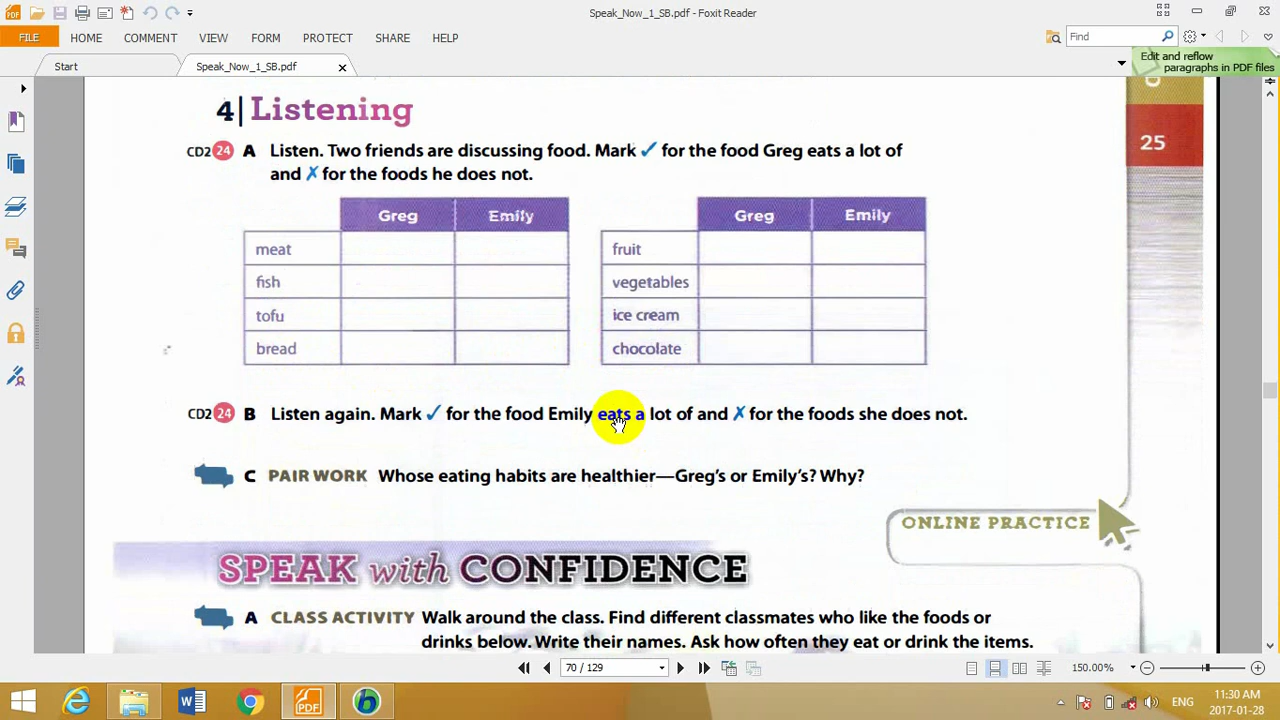 Speak_Now_1_SB.pdf - Foxit Reader
FILE HOME COMMENT VIEW FORM PROTECT SHARE HELP
Find
Start Speak_Now_1_SB.pdf
Edit and reflow
paragraphs in PDF files
4| Listening
25
CD2 24 A Listen. Two friends are discussing food. Mark ✓ for the food Greg eats a lot of
and ✗ for the foods he does not.
Greg Emily
meat
fish
tofu
bread
Greg Emily
fruit
vegetables
ice cream
chocolate
CD2 24 B Listen again. Mark ✓ for the food Emily eats a lot of and ✗ for the foods she does not.
C PAIR WORK Whose eating habits are healthier—Greg's or Emily's? Why?
ONLINE PRACTICE
SPEAK with CONFIDENCE
A CLASS ACTIVITY Walk around the class. Find different classmates who like the foods or
drinks below. Write their names. Ask how often they eat or drink the items.
70 / 129
150.00%
PDF
ENG
11:30 AM
2017-01-28